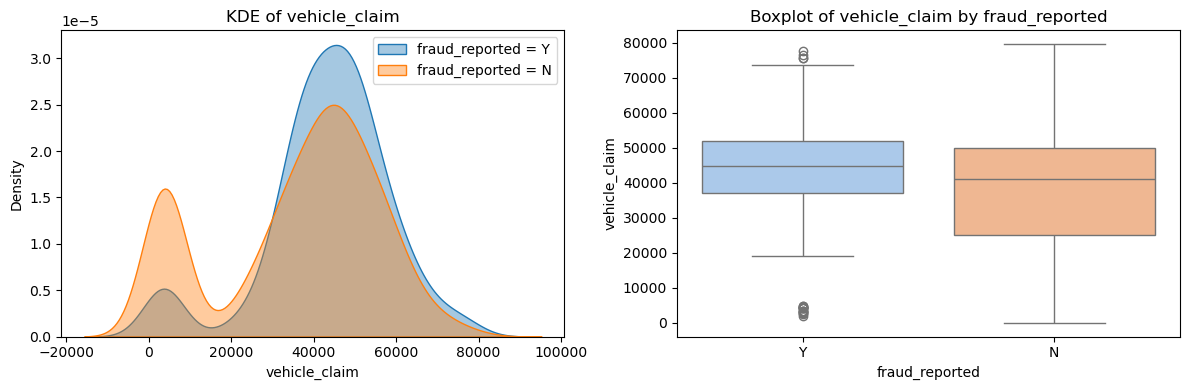 KDE of vehicle_claim
1e−5
fraud_reported = Y
fraud_reported = N
3.0
2.5
2.0
1.5
1.0
0.5
0.0
Density
−20000 0 20000 40000 60000 80000 100000
vehicle_claim
Boxplot of vehicle_claim by fraud_reported
80000
70000
60000
50000
40000
30000
20000
10000
0
vehicle_claim
Y N
fraud_reported